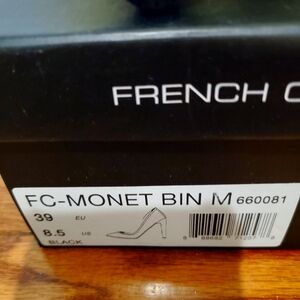 FRENCH C
FC-MONET BIN M 660081
39 EU
8.5 US
BLACK